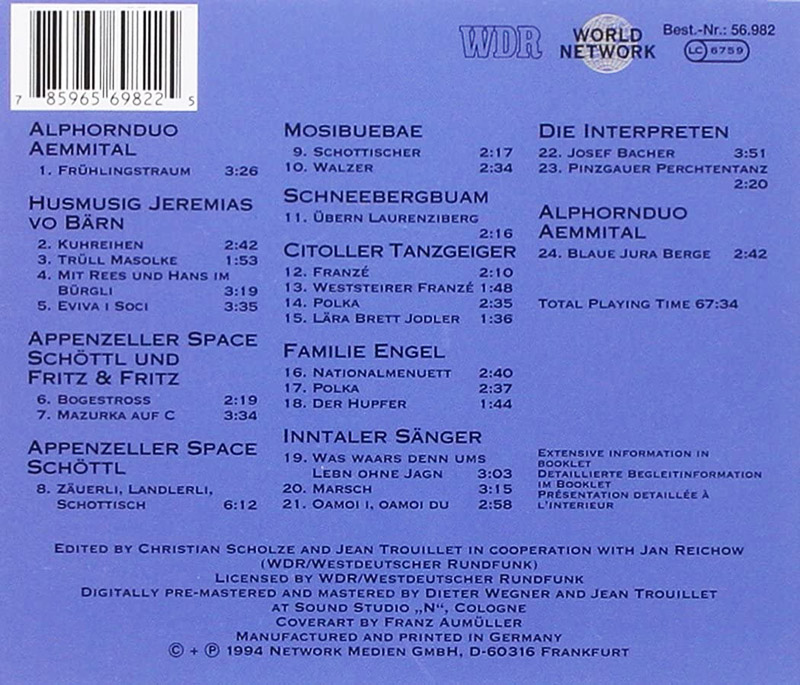 7 85965 69822 5
WDR
WORLD
NETWORK
Best.-Nr.: 56.982
LC 6759
Alphornduo
Aemmital
1. Frühlingstraum 3:26
Husmusig Jeremias
vo Bärn
2. Kuhreihen 2:42
3. Trüll Masolke 1:53
4. Mit Rees und Hans im
Bürgli 3:19
5. Eviva i Soci 3:35
Appenzeller Space
Schöttl und
Fritz & Fritz
6. Bogestross 2:19
7. Mazurka auf C 3:34
Appenzeller Space
Schöttl
8. Zäuerli, Landlerli,
Schottisch 6:12
Mosibuebae
9. Schottischer 2:17
10. Walzer 2:34
Schneebergbuam
11. Übern Laurenziberg
2:16
Citoller Tanzgeiger
12. Franzé 2:10
13. Weststeirer Franzé 1:48
14. Polka 2:35
15. Lära Brett Jodler 1:36
Familie Engel
16. Nationalmenuett 2:40
17. Polka 2:37
18. Der Hupfer 1:44
Inntaler Sänger
19. Was waars denn ums
Lebn ohne Jagn 3:03
20. Marsch 3:15
21. Oamoi i, oamoi du 2:58
Die Interpreten
22. Josef Bacher 3:51
23. Pinzgauer Perchtentanz
2:20
Alphornduo
Aemmital
24. Blaue Jura Berge 2:42
Total Playing Time 67:34
Extensive information in
booklet
Detaillierte Begleitinformation
im Booklet
Présentation detaillée à
l'interieur
Edited by Christian Scholze and Jean Trouillet in cooperation with Jan Reichow
(WDR/Westdeutscher Rundfunk)
Licensed by WDR/Westdeutscher Rundfunk
Digitally pre-mastered and mastered by Dieter Wegner and Jean Trouillet
at Sound Studio „N“, Cologne
Coverart by Franz Aumüller
Manufactured and printed in Germany
© + ℗ 1994 Network Medien GmbH, D-60316 Frankfurt